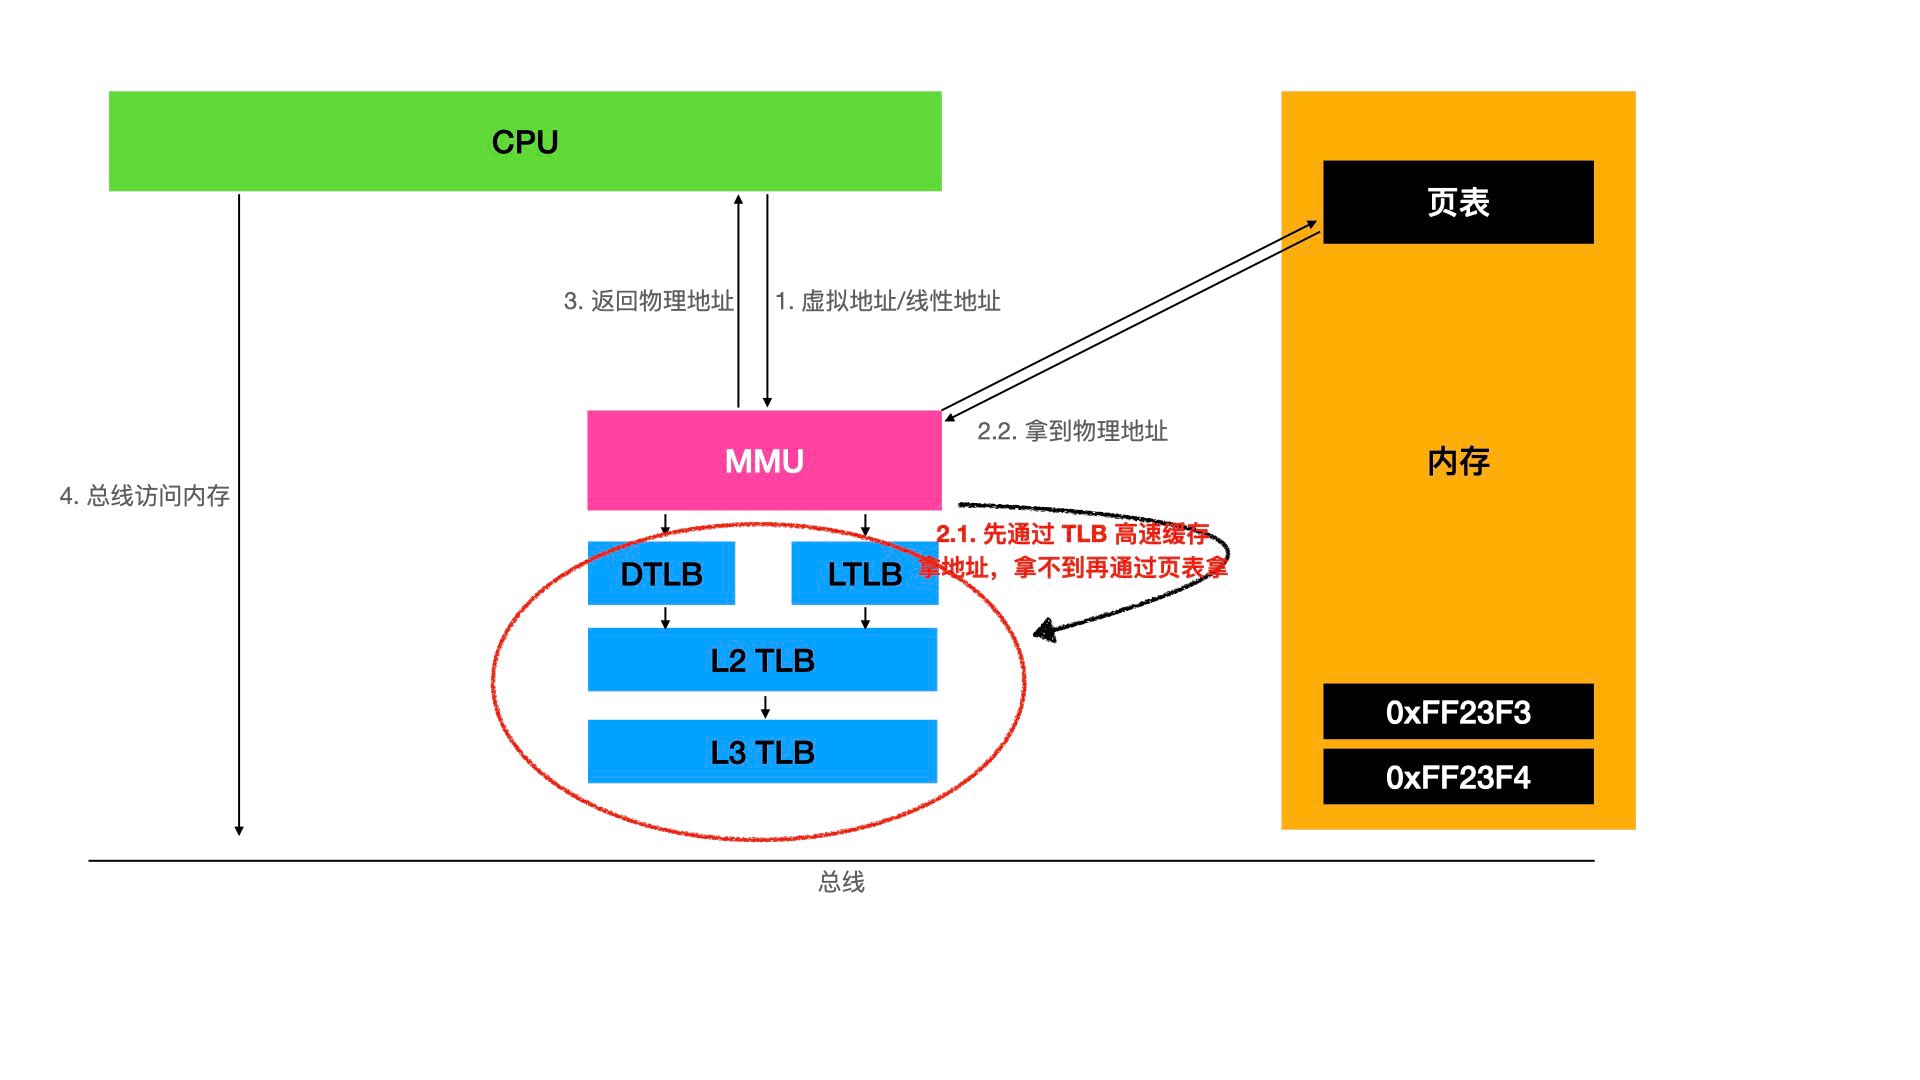 CPU
页表
3. 返回物理地址
1. 虚拟地址/线性地址
2.2. 拿到物理地址
MMU
内存
4. 总线访问内存
2.1. 先通过 TLB 高速缓存
拿地址，拿不到再通过页表拿
DTLB
LTLB
L2 TLB
L3 TLB
0xFF23F3
0xFF23F4
总线